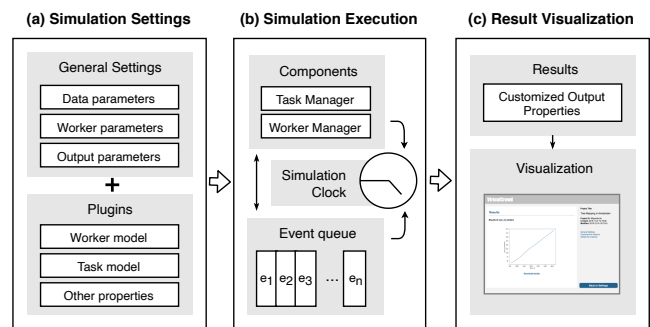 (a) Simulation Settings
General Settings
Data parameters
Worker parameters
Output parameters
+
Plugins
Worker model
Task model
Other properties
(b) Simulation Execution
Components
Task Manager
Worker Manager
Simulation
Clock
Event queue
e1 e2 e3 ... en
(c) Result Visualization
Results
Customized Output
Properties
Visualization
VirtualCrowd
Results